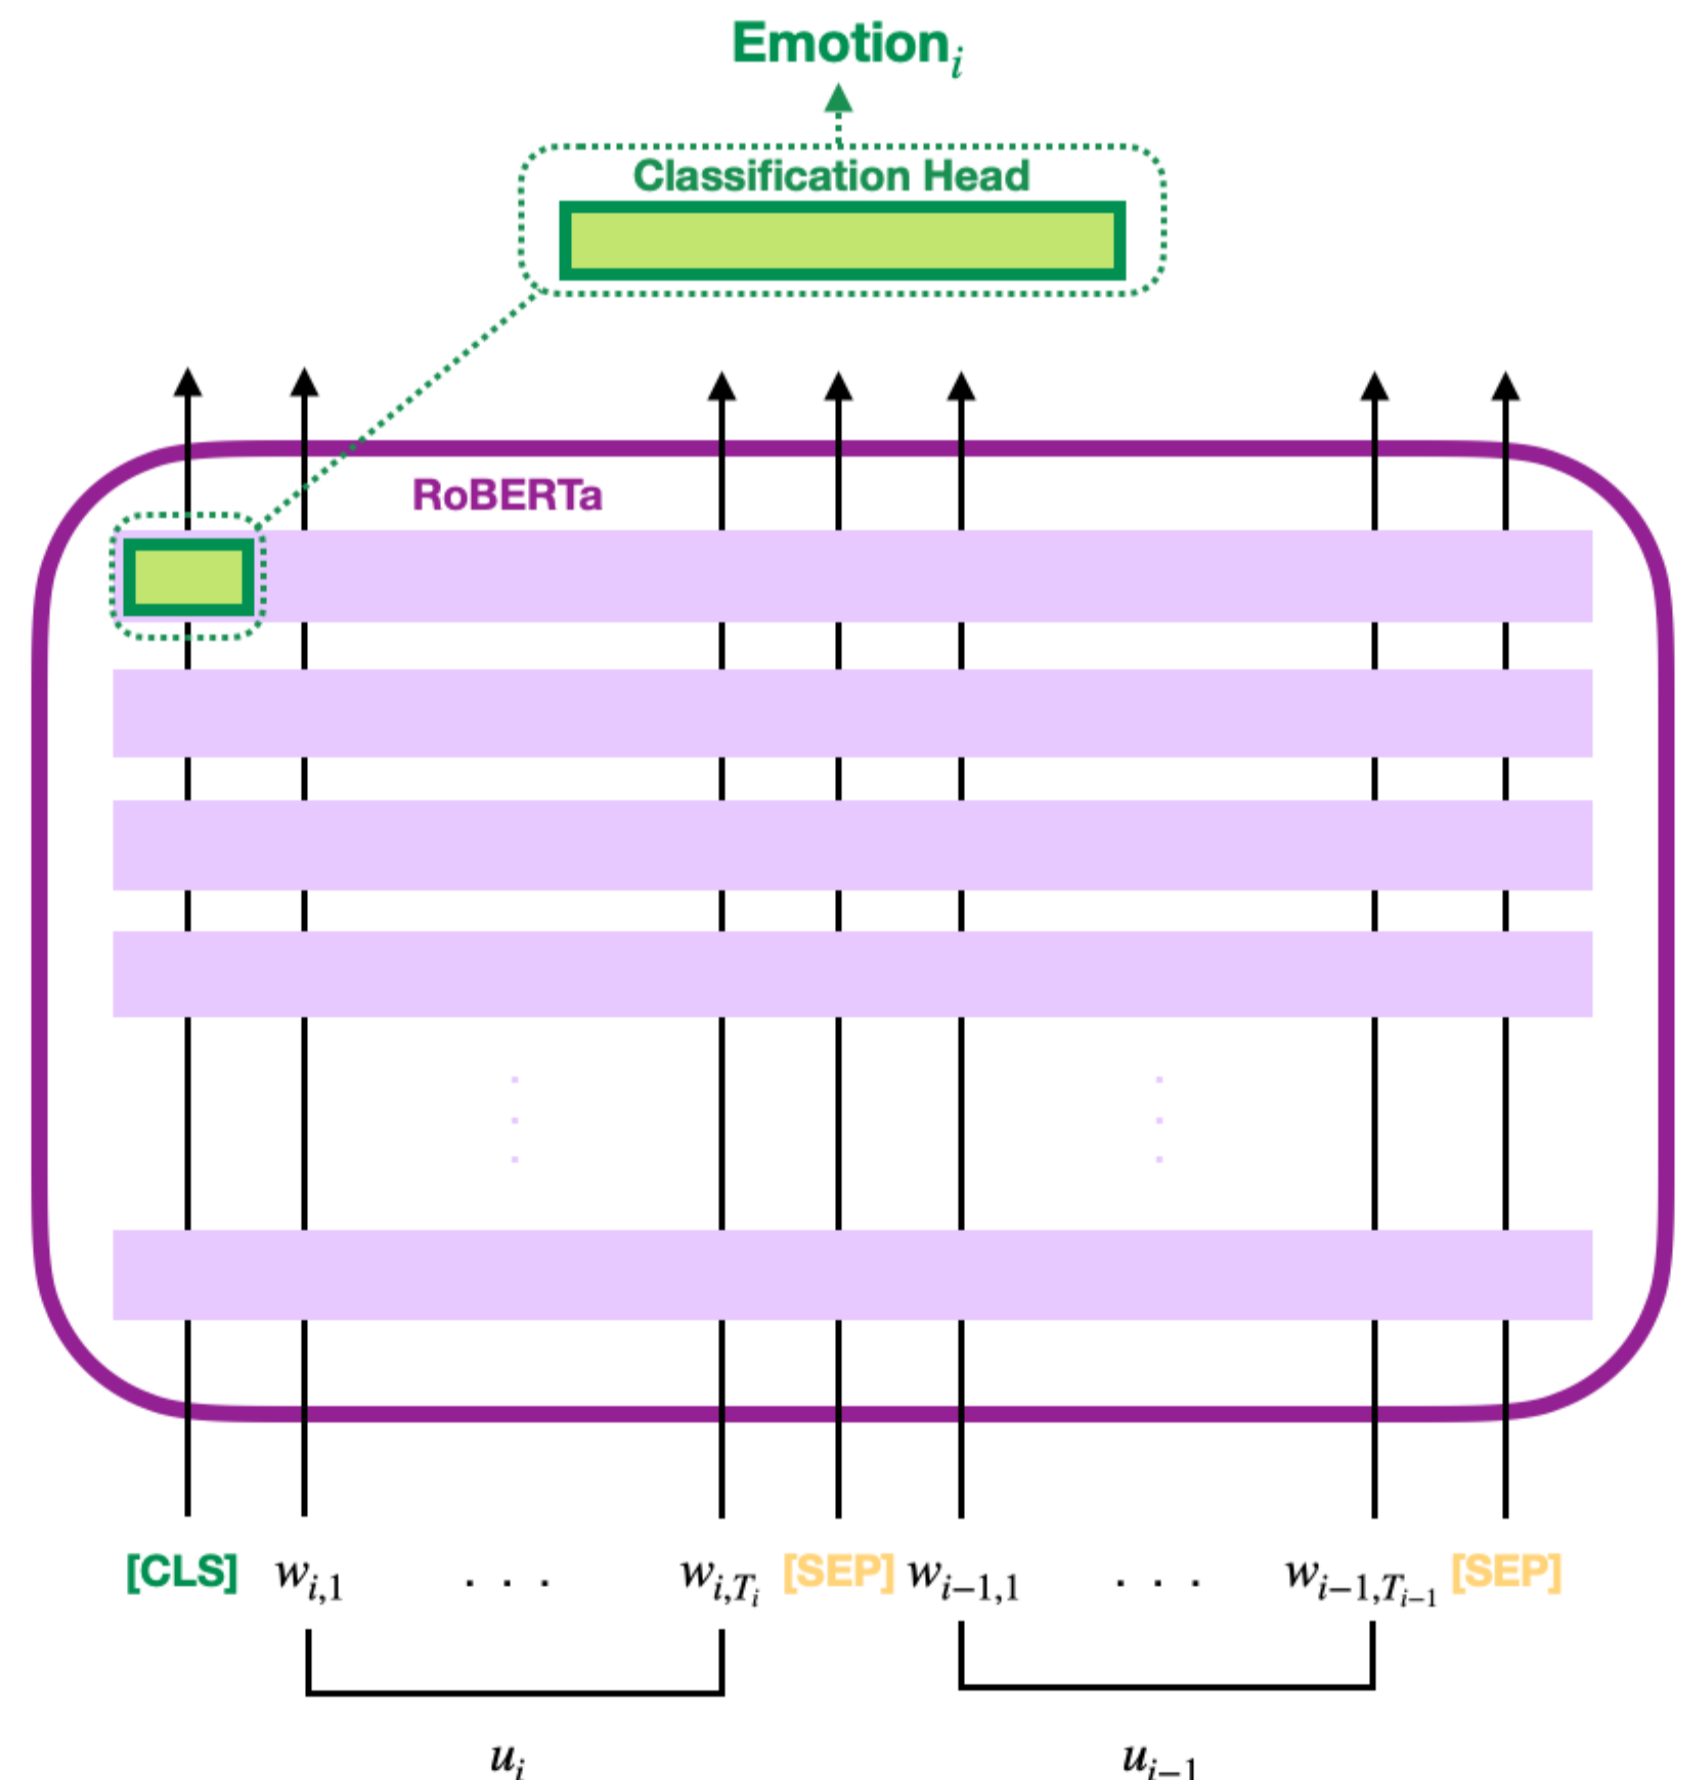 Emotion_i
Classification Head
RoBERTa
[CLS] w_{i,1} . . . w_{i,T_i} [SEP] w_{i−1,1} . . . w_{i−1,T_{i−1}} [SEP]
u_i u_{i−1}